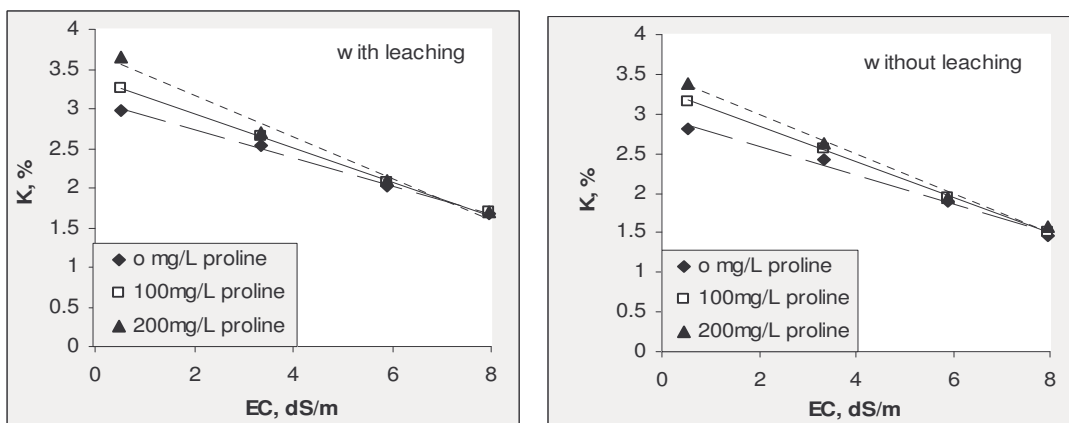 with leaching
4
3.5
3
2.5
2
1.5
1
0.5
0
K, %
o mg/L proline
100mg/L proline
200mg/L proline
0 2 4 6 8
EC, dS/m
without leaching
4
3.5
3
2.5
2
1.5
1
0.5
0
K, %
o mg/L proline
100mg/L proline
200mg/L proline
0 2 4 6 8
EC, dS/m